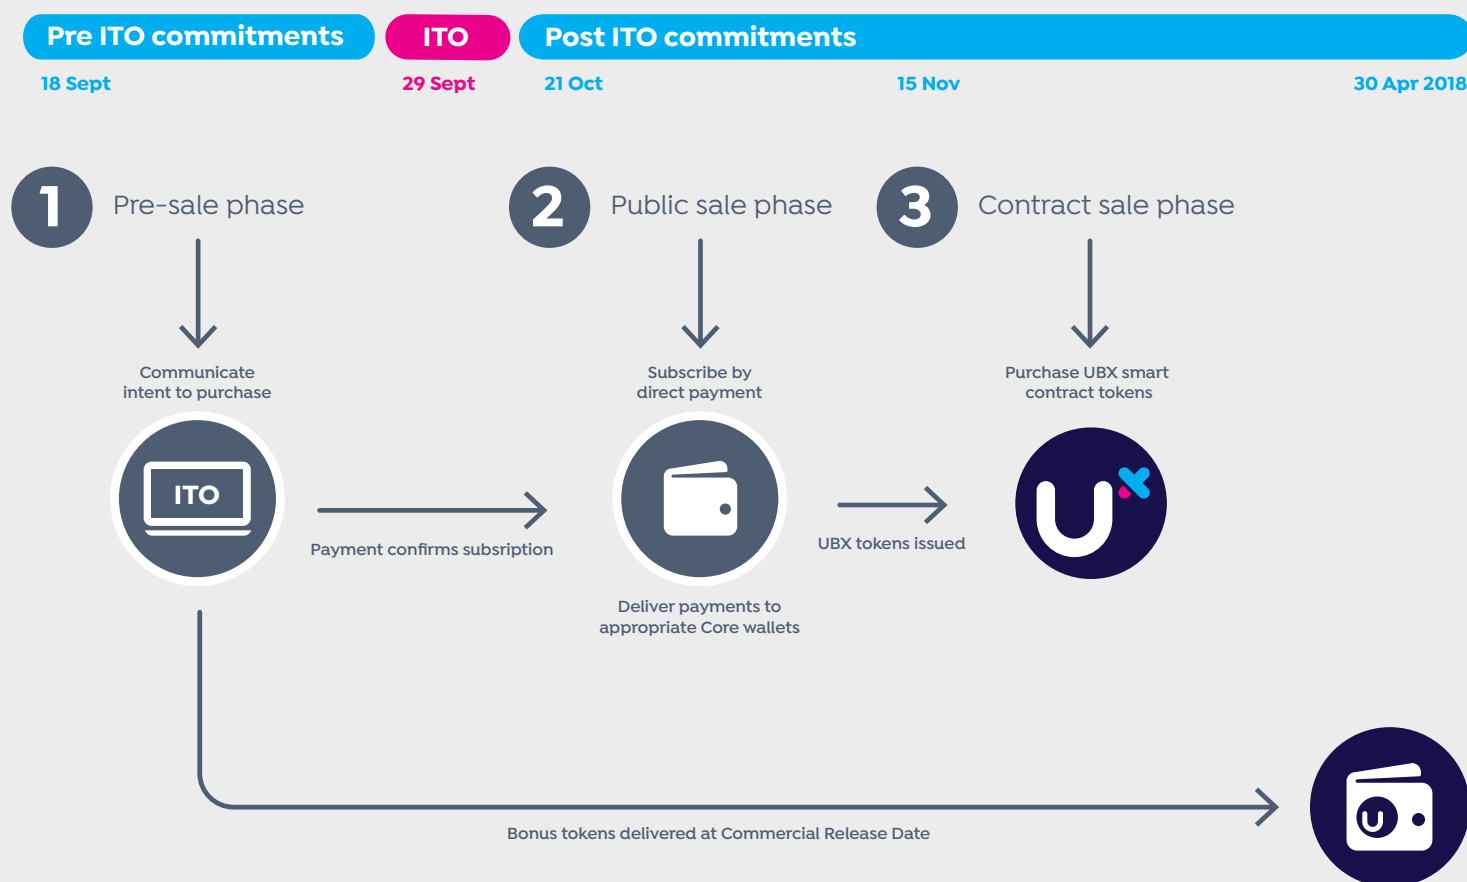 Pre ITO commitments
ITO
Post ITO commitments
18 Sept
29 Sept
21 Oct
15 Nov
30 Apr 2018
1
Pre-sale phase
2
Public sale phase
3
Contract sale phase
Communicate
intent to purchase
Subscribe by
direct payment
Purchase UBX smart
contract tokens
ITO
Payment confirms subsription
UBX tokens issued
U
Deliver payments to
appropriate Core wallets
Bonus tokens delivered at Commercial Release Date
U